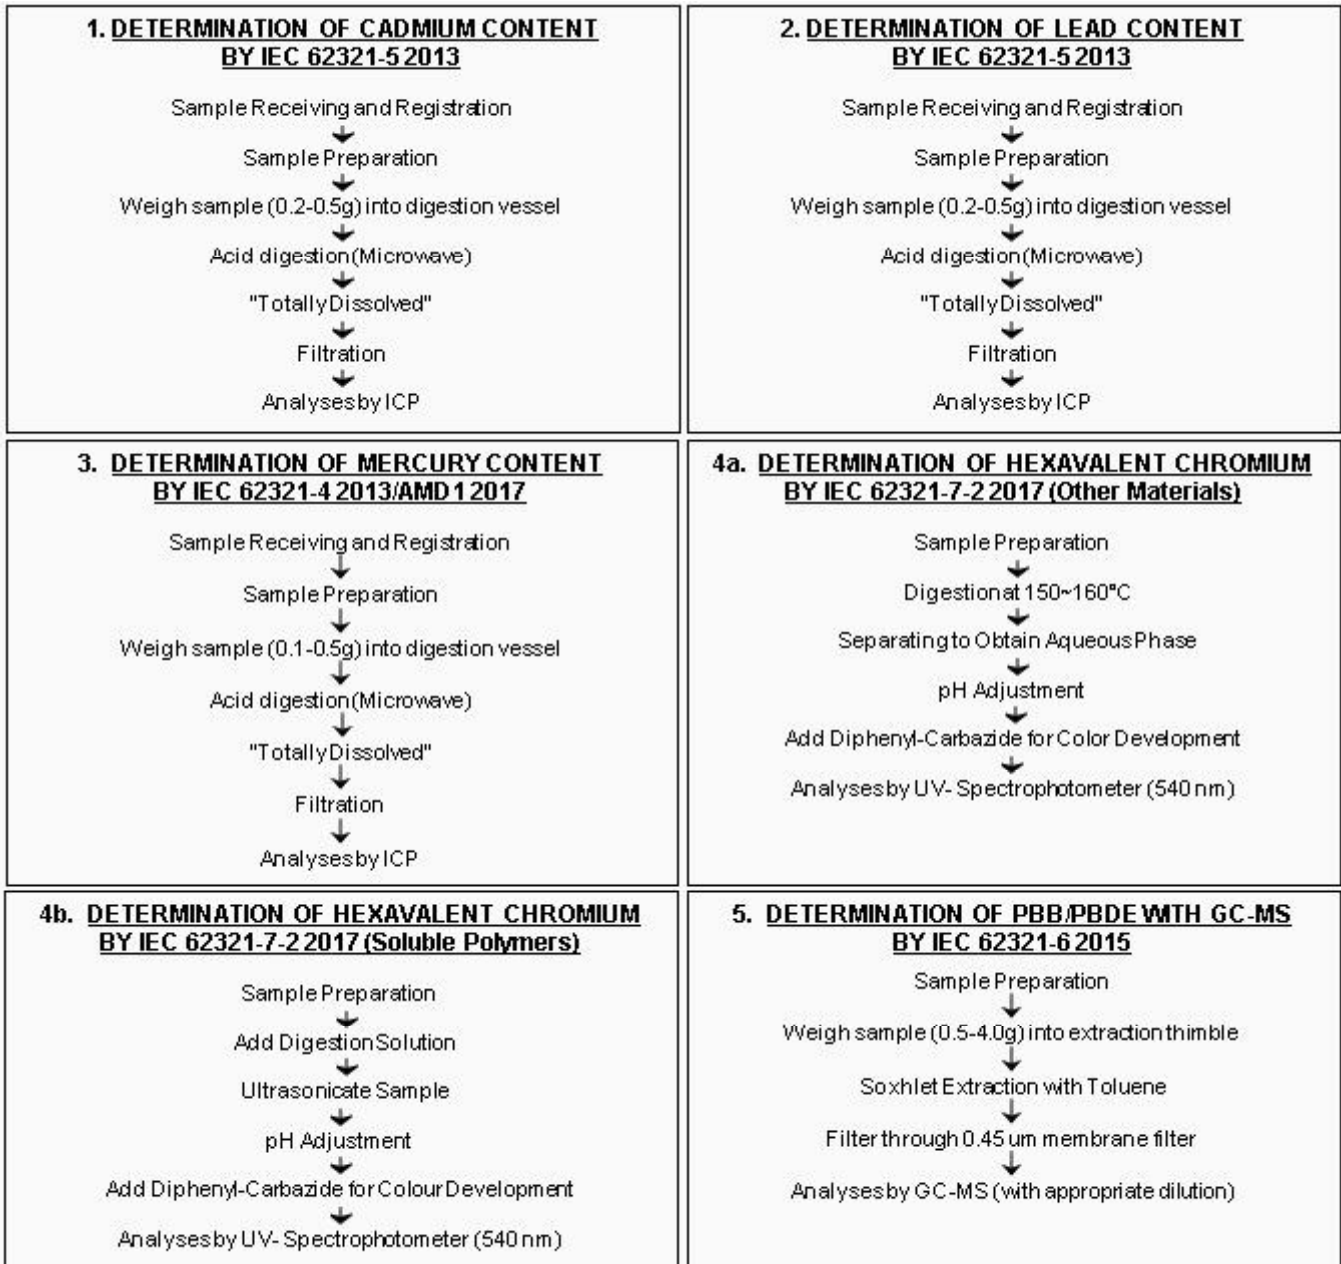 1. DETERMINATION OF CADMIUM CONTENT
BY IEC 62321-5 2013
Sample Receiving and Registration
Sample Preparation
Weigh sample (0.2-0.5g) into digestion vessel
Acid digestion (Microwave)
"Totally Dissolved"
Filtration
Analyses by ICP
2. DETERMINATION OF LEAD CONTENT
BY IEC 62321-5 2013
Sample Receiving and Registration
Sample Preparation
Weigh sample (0.2-0.5g) into digestion vessel
Acid digestion (Microwave)
"Totally Dissolved"
Filtration
Analyses by ICP
3. DETERMINATION OF MERCURY CONTENT
BY IEC 62321-4 2013/AMD1 2017
Sample Receiving and Registration
Sample Preparation
Weigh sample (0.1-0.5g) into digestion vessel
Acid digestion (Microwave)
"Totally Dissolved"
Filtration
Analyses by ICP
4a. DETERMINATION OF HEXAVALENT CHROMIUM
BY IEC 62321-7-2 2017 (Other Materials)
Sample Preparation
Digestion at 150~160°C
Separating to Obtain Aqueous Phase
pH Adjustment
Add Diphenyl-Carbazide for Color Development
Analyses by UV- Spectrophotometer (540 nm)
4b. DETERMINATION OF HEXAVALENT CHROMIUM
BY IEC 62321-7-2 2017 (Soluble Polymers)
Sample Preparation
Add Digestion Solution
Ultrasonicate Sample
pH Adjustment
Add Diphenyl-Carbazide for Colour Development
Analyses by UV- Spectrophotometer (540 nm)
5. DETERMINATION OF PBB/PBDE WITH GC-MS
BY IEC 62321-6 2015
Sample Preparation
Weigh sample (0.5-4.0g) into extraction thimble
Soxhlet Extraction with Toluene
Filter through 0.45 um membrane filter
Analyses by GC-MS (with appropriate dilution)